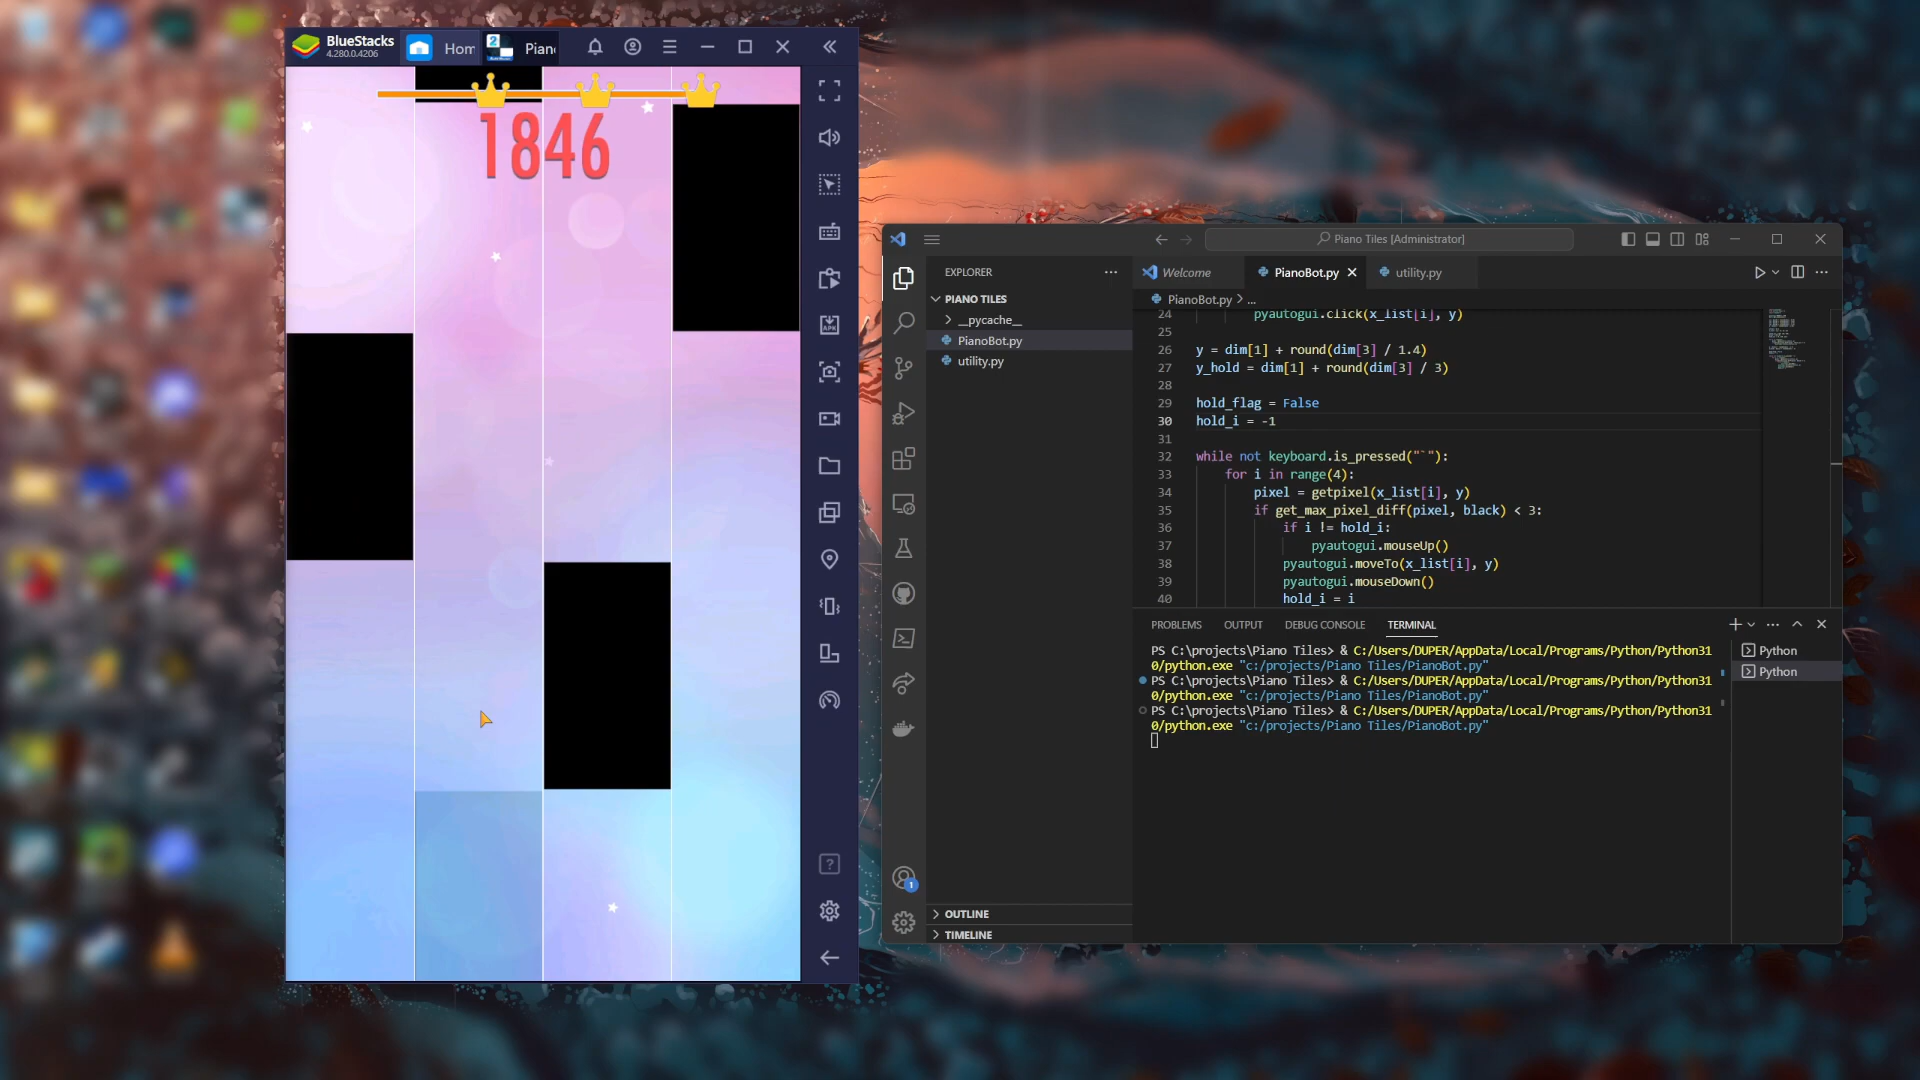 BlueStacks
4.280.0.4206
Hom
2
Pian
1846
Piano Tiles [Administrator]
EXPLORER
PIANO TILES
__pycache__
PianoBot.py
utility.py
OUTLINE
TIMELINE
1
Welcome
PianoBot.py
utility.py
PianoBot.py > ...
24 pyautogui.click(x_list[i], y)
25
26 y = dim[1] + round(dim[3] / 1.4)
27 y_hold = dim[1] + round(dim[3] / 3)
28
29 hold_flag = False
30 hold_i = -1
31
32 while not keyboard.is_pressed("`"):
33 for i in range(4):
34 pixel = getpixel(x_list[i], y)
35 if get_max_pixel_diff(pixel, black) < 3:
36 if i != hold_i:
37 pyautogui.mouseUp()
38 pyautogui.moveTo(x_list[i], y)
39 pyautogui.mouseDown()
40 hold_i = i
PROBLEMS OUTPUT DEBUG CONSOLE TERMINAL
PS C:\projects\Piano Tiles> & C:/Users/DUPER/AppData/Local/Programs/Python/Python31
0/python.exe "c:/projects/Piano Tiles/PianoBot.py"
PS C:\projects\Piano Tiles> & C:/Users/DUPER/AppData/Local/Programs/Python/Python31
0/python.exe "c:/projects/Piano Tiles/PianoBot.py"
PS C:\projects\Piano Tiles> & C:/Users/DUPER/AppData/Local/Programs/Python/Python31
0/python.exe "c:/projects/Piano Tiles/PianoBot.py"
Python
Python